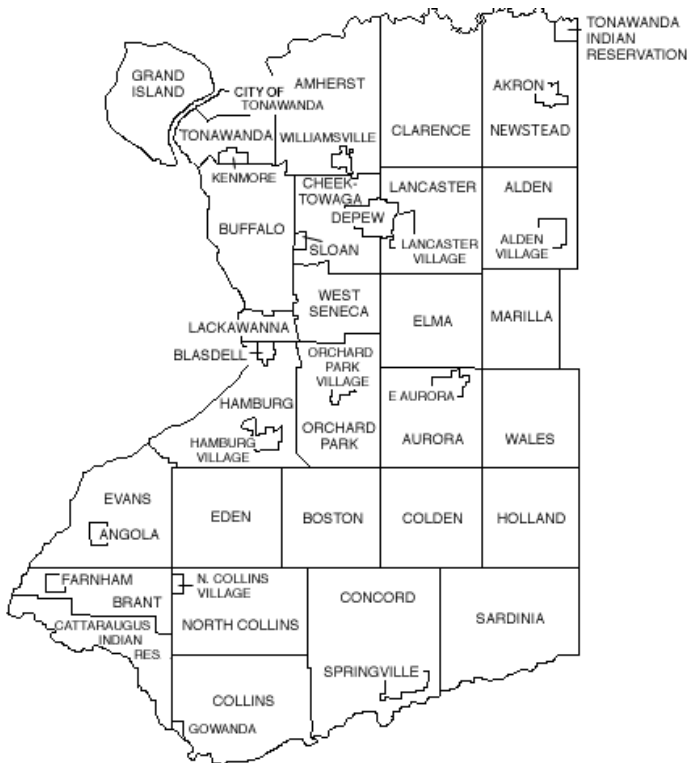 TONAWANDA
INDIAN
RESERVATION
GRAND
ISLAND
CITY OF
TONAWANDA
AMHERST
AKRON
TONAWANDA
WILLIAMSVILLE
CLARENCE
NEWSTEAD
KENMORE
CHEEK-
TOWAGA
LANCASTER
ALDEN
BUFFALO
DEPEW
SLOAN
LANCASTER
VILLAGE
ALDEN
VILLAGE
WEST
SENECA
ELMA
MARILLA
LACKAWANNA
BLASDELL
ORCHARD
PARK
VILLAGE
HAMBURG
E AURORA
HAMBURG
VILLAGE
ORCHARD
PARK
AURORA
WALES
EVANS
ANGOLA
EDEN
BOSTON
COLDEN
HOLLAND
FARNHAM
BRANT
N. COLLINS
VILLAGE
CONCORD
CATTARAUGUS
INDIAN
RES.
NORTH COLLINS
SARDINIA
SPRINGVILLE
COLLINS
GOWANDA